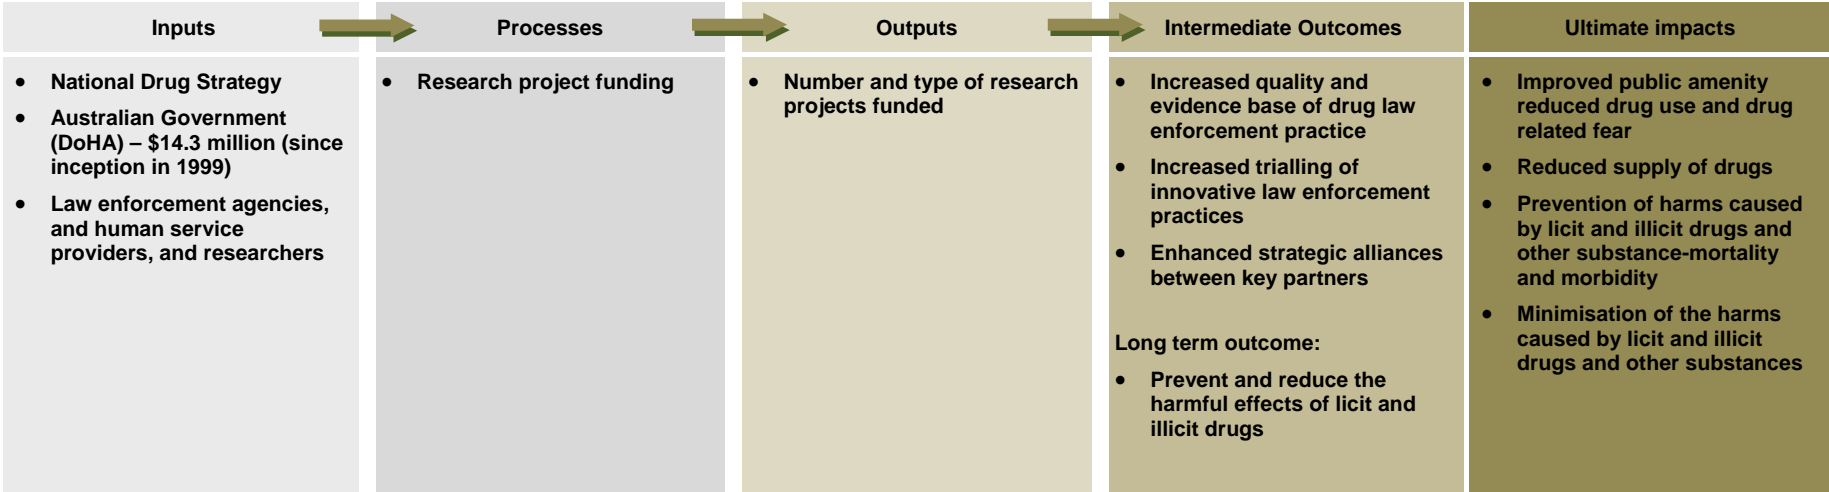 Inputs
Processes
Outputs
Intermediate Outcomes
Ultimate impacts
• National Drug Strategy
• Australian Government
(DoHA) – $14.3 million (since
inception in 1999)
• Law enforcement agencies,
and human service
providers, and researchers
• Research project funding
• Number and type of research
projects funded
• Increased quality and
evidence base of drug law
enforcement practice
• Increased trialling of
innovative law enforcement
practices
• Enhanced strategic alliances
between key partners
Long term outcome:
• Prevent and reduce the
harmful effects of licit and
illicit drugs
• Improved public amenity
reduced drug use and drug
related fear
• Reduced supply of drugs
• Prevention of harms caused
by licit and illicit drugs and
other substance-mortality
and morbidity
• Minimisation of the harms
caused by licit and illicit
drugs and other substances